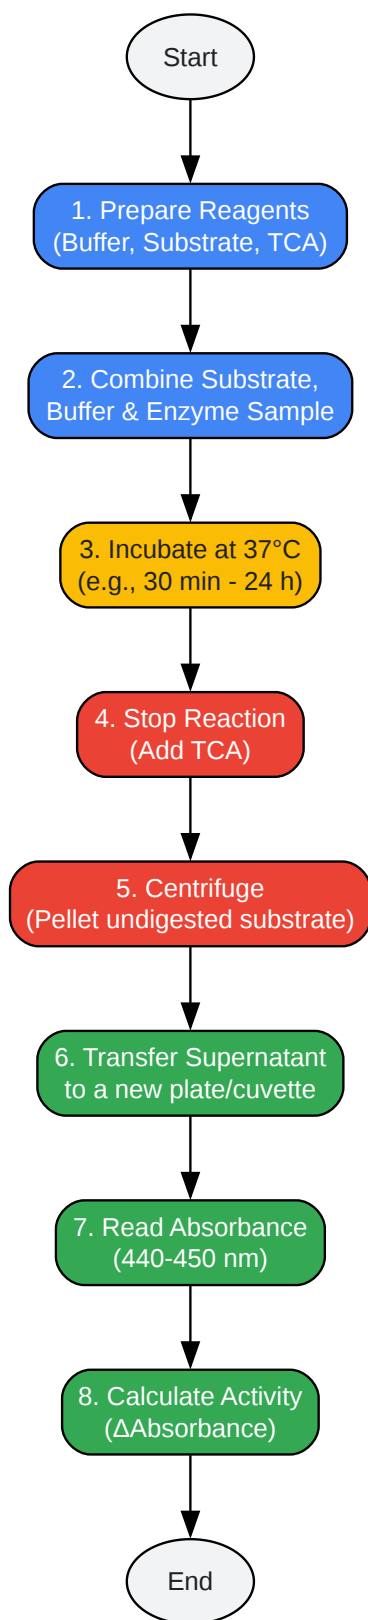 Start
1. Prepare Reagents
(Buffer, Substrate, TCA)
2. Combine Substrate,
Buffer & Enzyme Sample
3. Incubate at 37°C
(e.g., 30 min - 24 h)
4. Stop Reaction
(Add TCA)
5. Centrifuge
(Pellet undigested substrate)
6. Transfer Supernatant
to a new plate/cuvette
7. Read Absorbance
(440-450 nm)
8. Calculate Activity
(ΔAbsorbance)
End